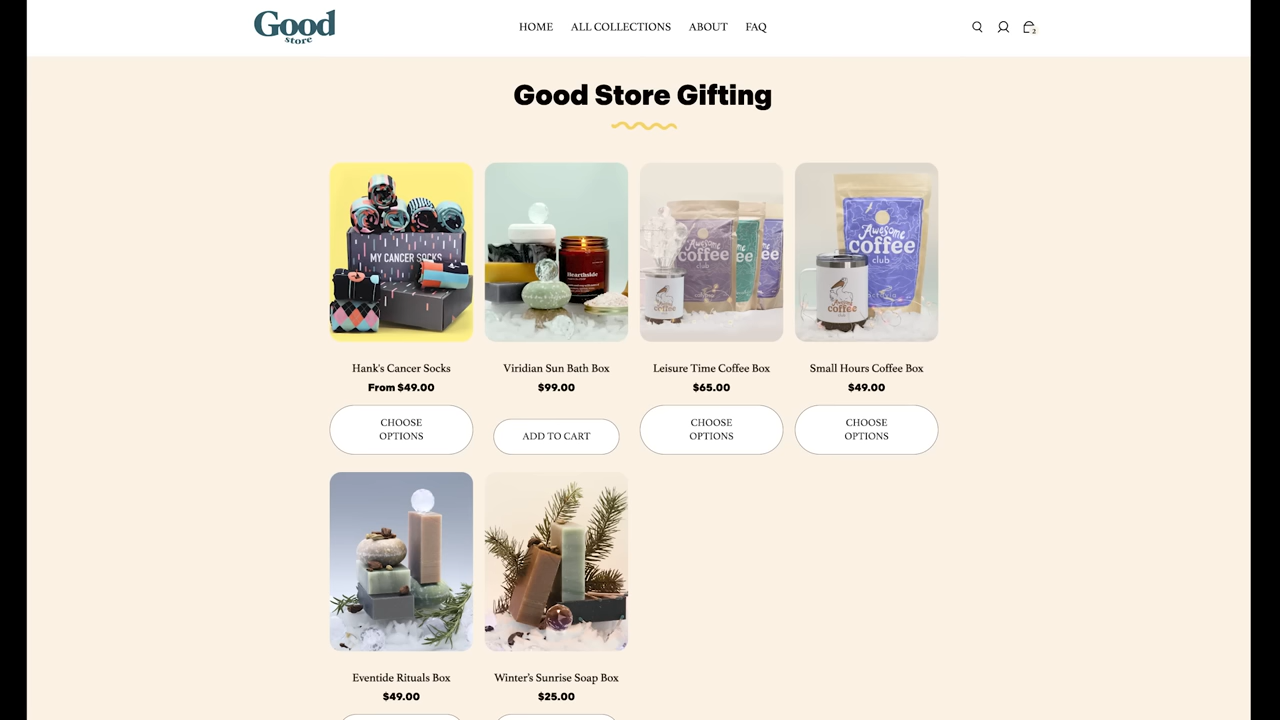 Good
store
HOME ALL COLLECTIONS ABOUT FAQ
2
Good Store Gifting
MY CANCER SOCKS
Hearthside
Awesome
coffee
club
ee
ee
coffee
Awesome
coffee
club
coffee
Hank's Cancer Socks
From $49.00
CHOOSE
OPTIONS
Viridian Sun Bath Box
$99.00
ADD TO CART
Leisure Time Coffee Box
$65.00
CHOOSE
OPTIONS
Small Hours Coffee Box
$49.00
CHOOSE
OPTIONS
Eventide Rituals Box
$49.00
Winter's Sunrise Soap Box
$25.00